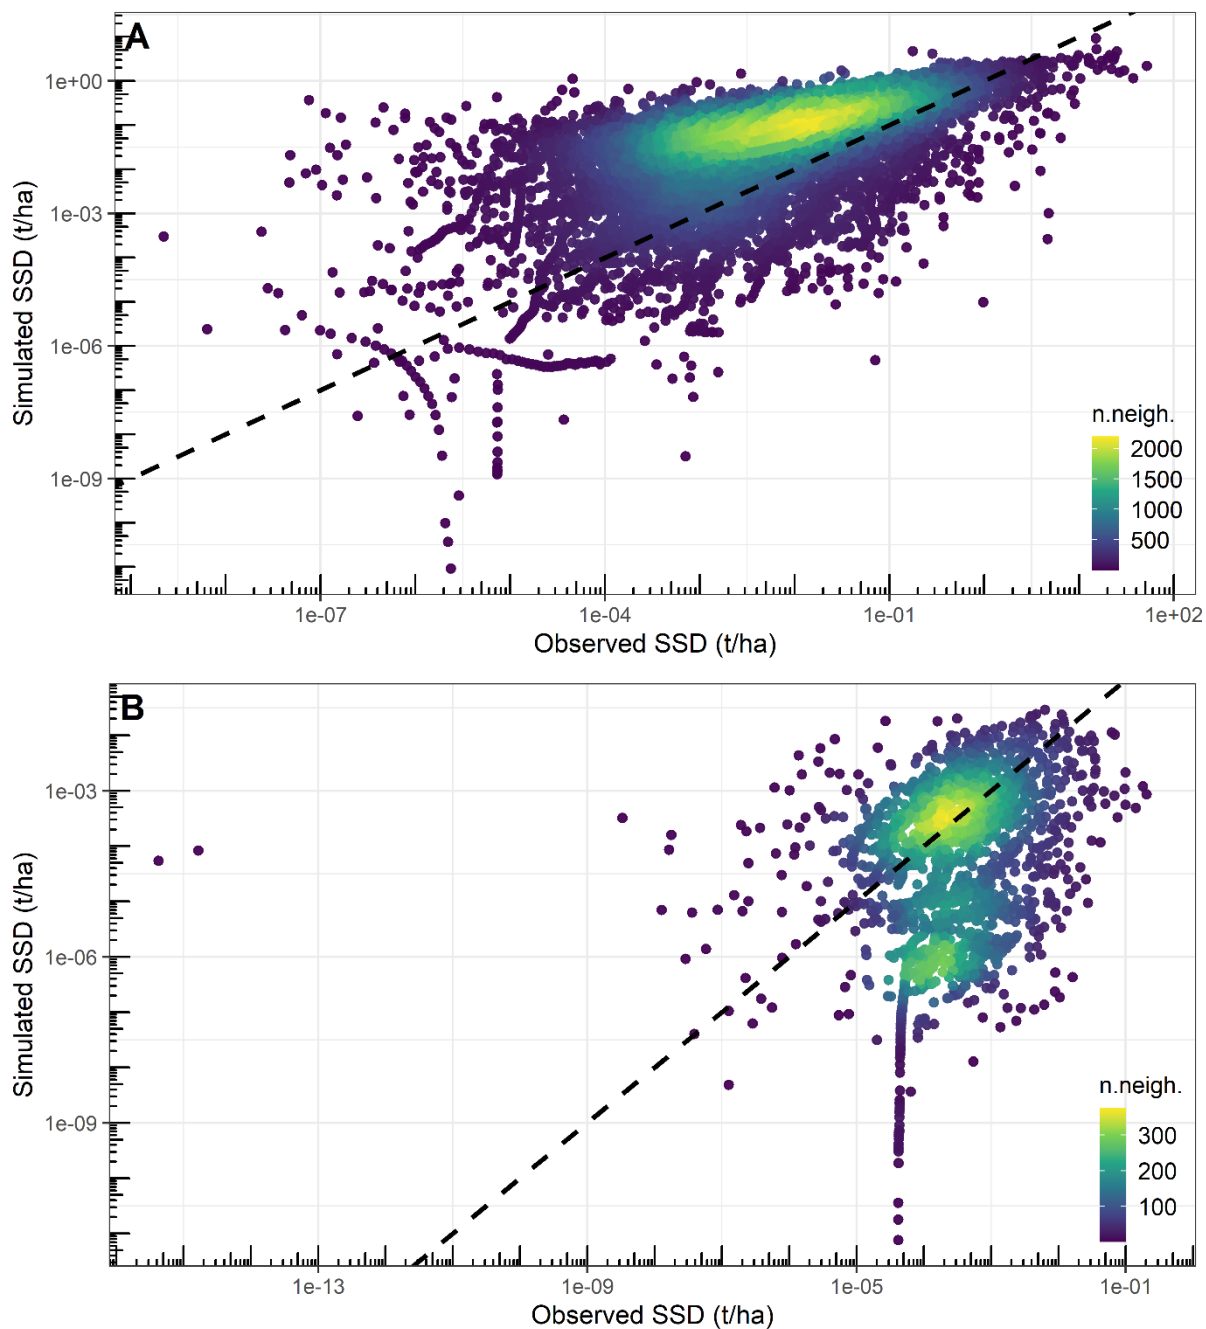 A
1e+00
1e-03
1e-06
1e-09
Simulated SSD (t/ha)
n.neigh.
2000
1500
1000
500
1e-07
1e-04
1e-01
1e+02
Observed SSD (t/ha)
B
1e-03
1e-06
1e-09
Simulated SSD (t/ha)
n.neigh.
300
200
100
1e-13
1e-09
1e-05
1e-01
Observed SSD (t/ha)